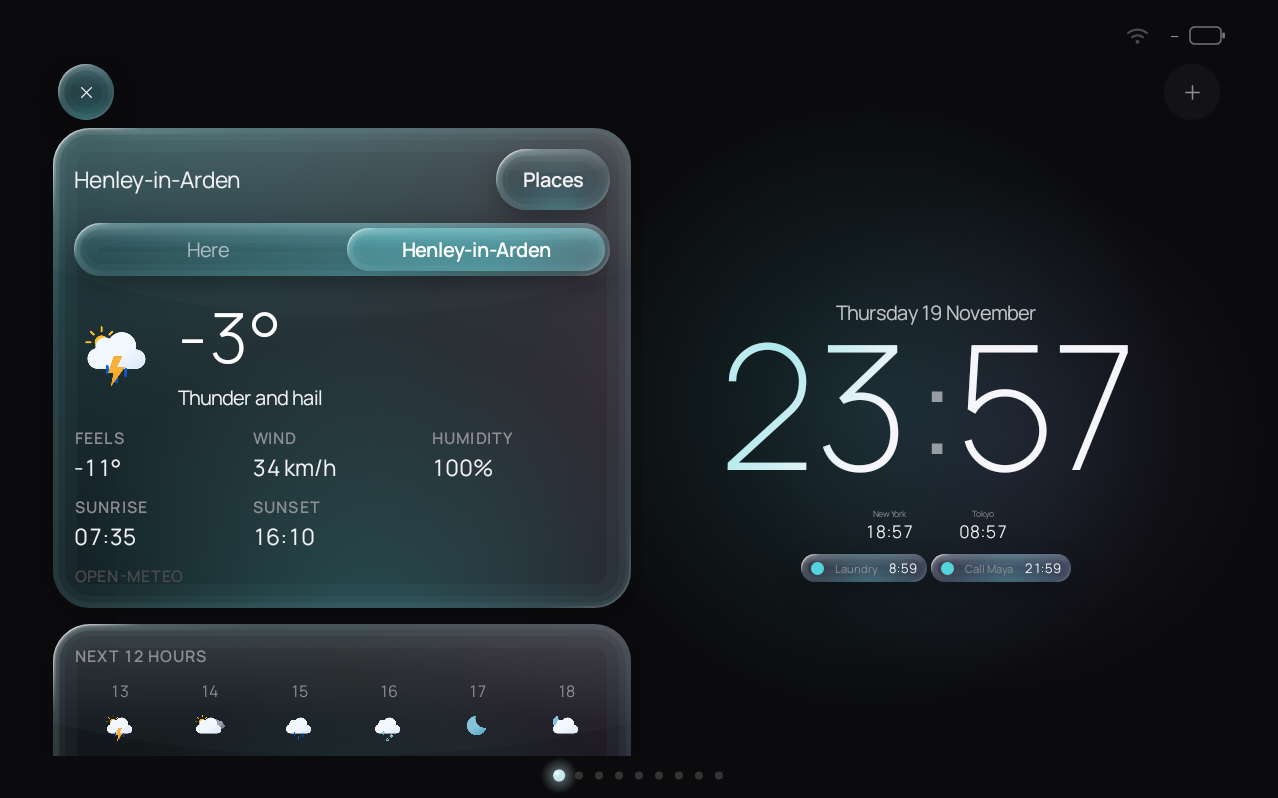 –
Henley-in-Arden
Places
Here
Henley-in-Arden
-3°
Thunder and hail
FEELS
WIND
HUMIDITY
-11°
34 km/h
100%
SUNRISE
SUNSET
07:35
16:10
OPEN-METEO
NEXT 12 HOURS
13 14 15 16 17 18
Thursday 19 November
23:57
New York
Tokyo
18:57
08:57
Laundry 8:59
Call Maya 21:59